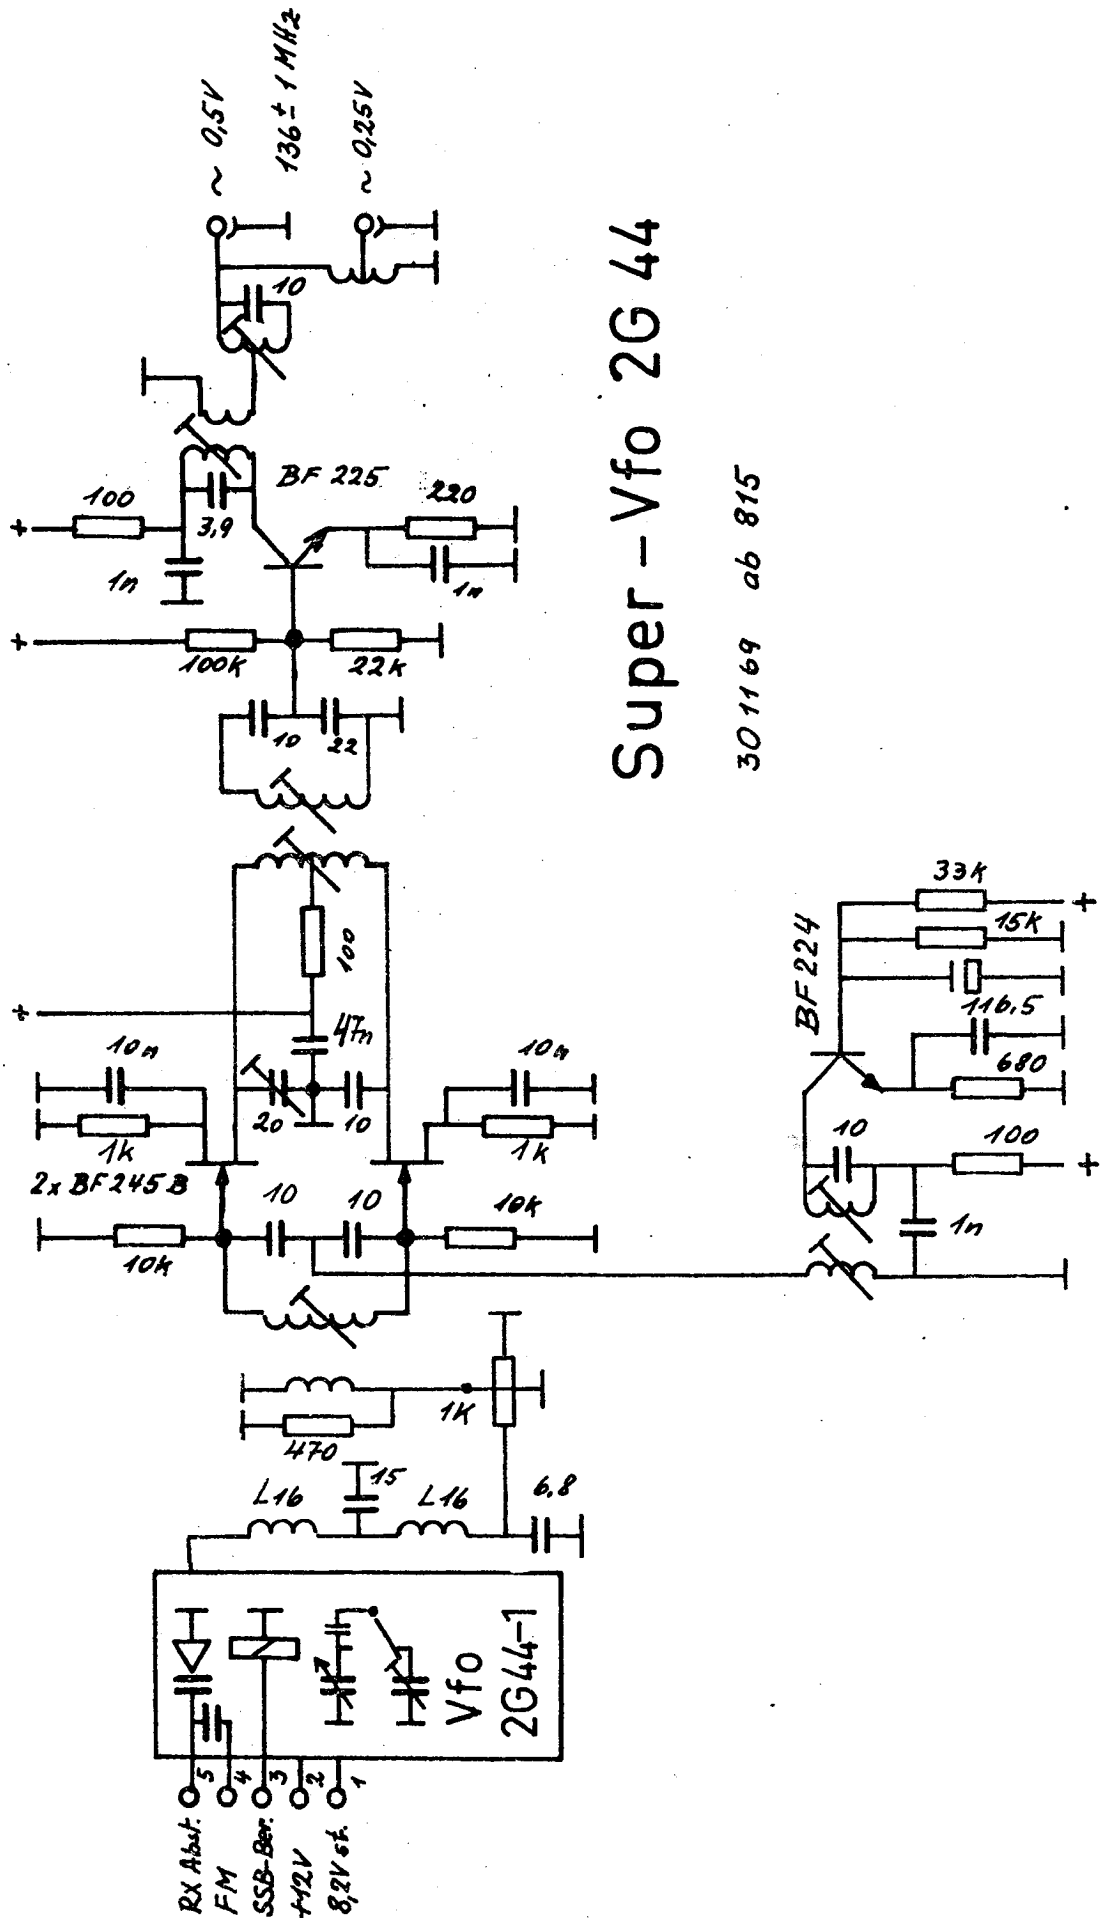 Super-Vfo 2G 44
301169 ab 815
~ 0,5V
136 ± 1 MHz
~ 0,25V
10
BF 225
100
3,9
1n
220
1n
100K
22K
10
22
+
+
+
100
47n
10n
1k
20
10
10n
1k
2x BF 245 B
10
10
10k
10k
BF 224
33K
15K
116,5
680
10
100
1n
+
+
1K
470
L16
15
L16
6,8
Vfo
2G44-1
5
4
3
2
1
RX Abst.
FM
SSB-Ber.
+12V
8,2V st.